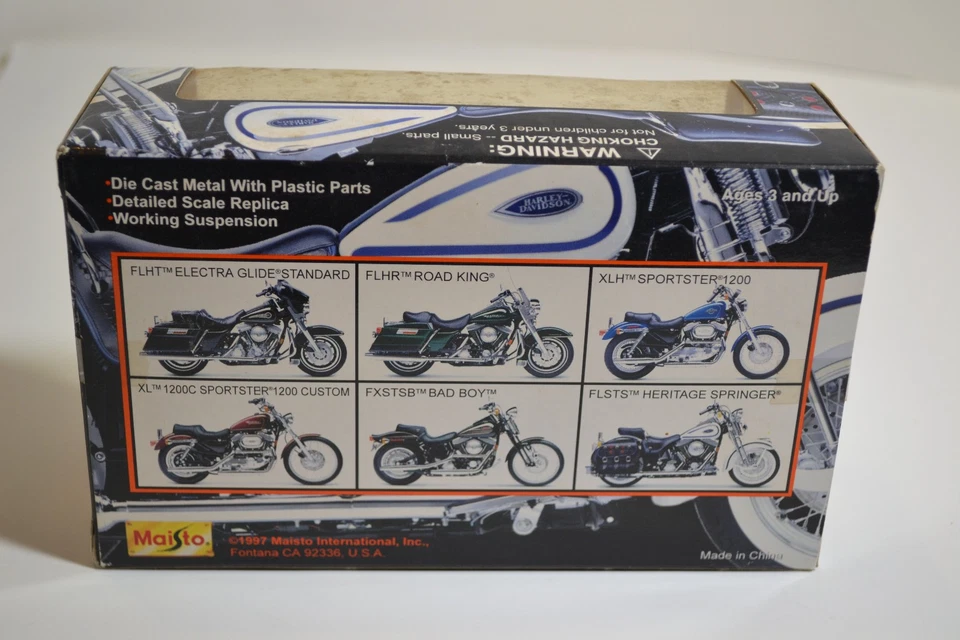 ⚠ WARNING:
CHOKING HAZARD -- Small parts.
Not for children under 3 years.
HARLEY-DAVIDSON
•Die Cast Metal With Plastic Parts
•Detailed Scale Replica
•Working Suspension
HARLEY-DAVIDSON
Ages 3 and Up
FLHT™ ELECTRA GLIDE® STANDARD
FLHR™ ROAD KING®
XLH™ SPORTSTER® 1200
XL™ 1200C SPORTSTER® 1200 CUSTOM
FXSTSB™ BAD BOY™
FLSTS™ HERITAGE SPRINGER®
Maisto.
©1997 Maisto International, Inc.,
Fontana CA 92336, U.S.A.
Made in China